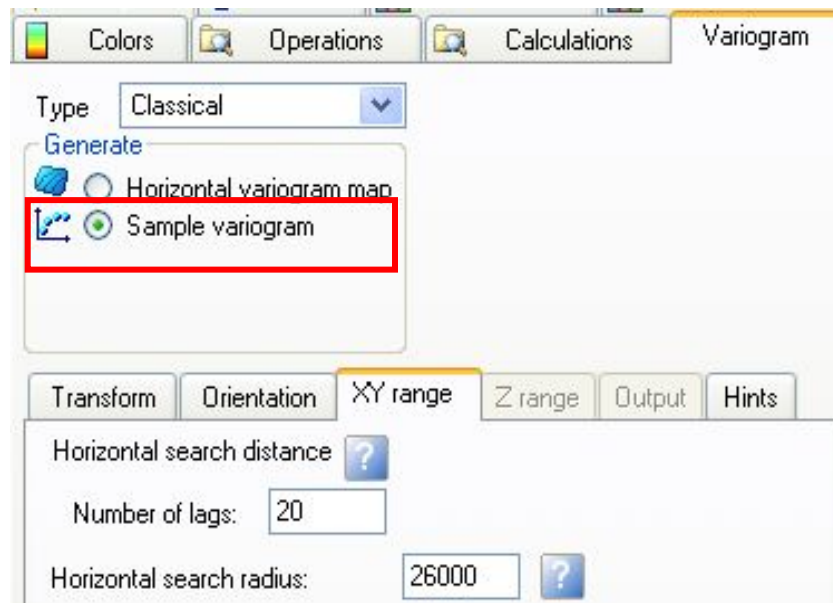 Colors Operations Calculations Variogram
Type Classical
Generate
Horizontal variogram map
Sample variogram
Transform Orientation XY range Z range Output Hints
Horizontal search distance ?
Number of lags: 20
Horizontal search radius: 26000 ?